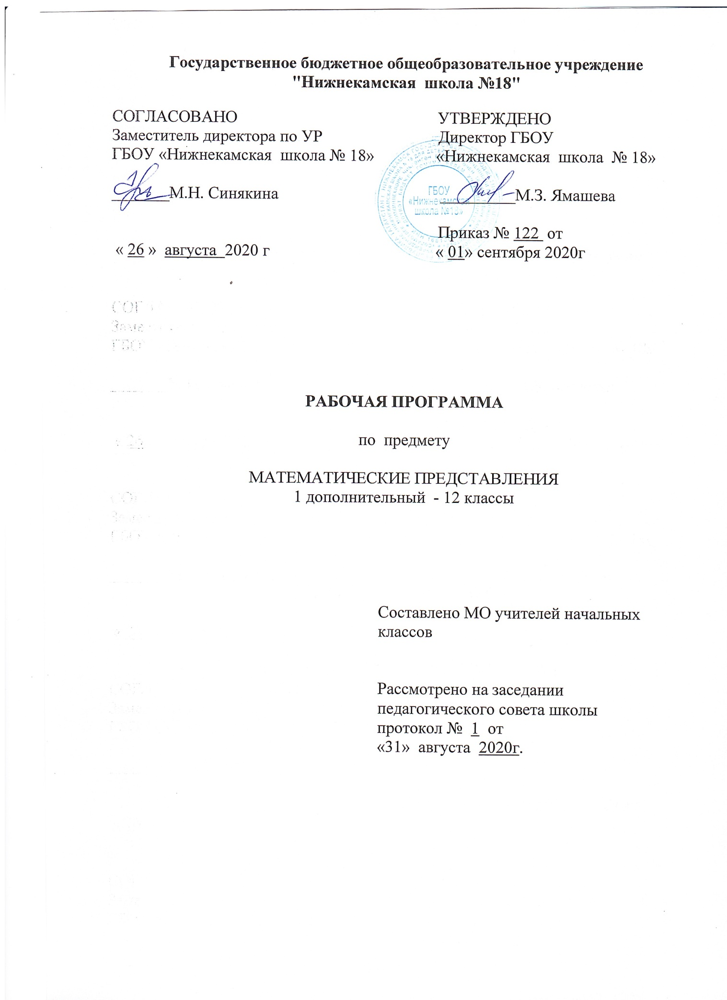 Государственное бюджетное общеобразовательное учреждение
"Нижнекамская школа №18"
СОГЛАСОВАНО
Заместитель директора по УР
ГБОУ «Нижнекамская школа № 18»
М.Н. Синякина
« 26 » августа 2020 г
УТВЕРЖДЕНО
Директор ГБОУ
«Нижнекамская школа № 18»
М.З. Ямашева
Приказ № 122 от
« 01» сентября 2020г
ГБОУ
«Нижнекамская
школа №18»
РАБОЧАЯ ПРОГРАММА
по предмету
МАТЕМАТИЧЕСКИЕ ПРЕДСТАВЛЕНИЯ
1 дополнительный - 12 классы
Составлено МО учителей начальных
классов
Рассмотрено на заседании
педагогического совета школы
протокол № 1 от
«31» августа 2020г.